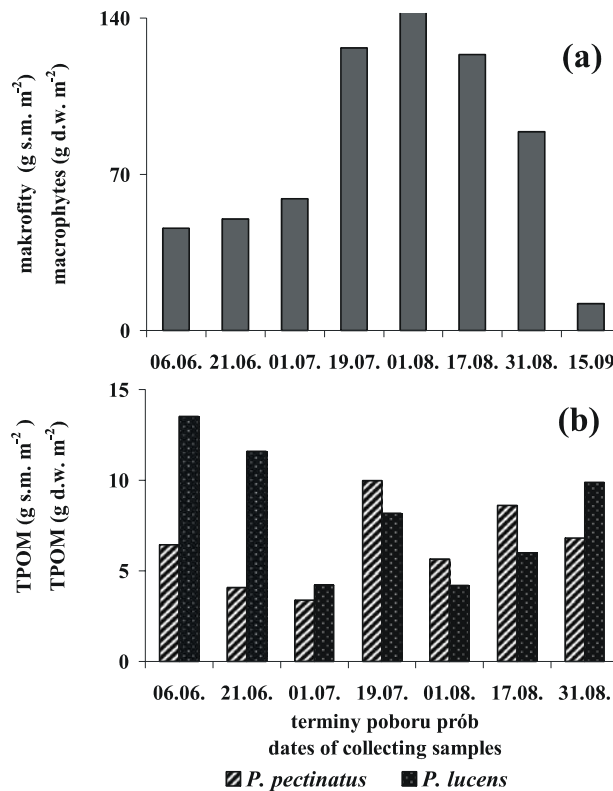 140
(a)
makrofity (g s.m. m⁻²)
macrophytes (g d.w. m⁻²)
70
0
06.06. 21.06. 01.07. 19.07. 01.08. 17.08. 31.08. 15.09
15
(b)
TPOM (g s.m. m⁻²)
TPOM (g d.w. m⁻²)
10
5
0
06.06. 21.06. 01.07. 19.07. 01.08. 17.08. 31.08.
terminy poboru prób
dates of collecting samples
P. pectinatus P. lucens